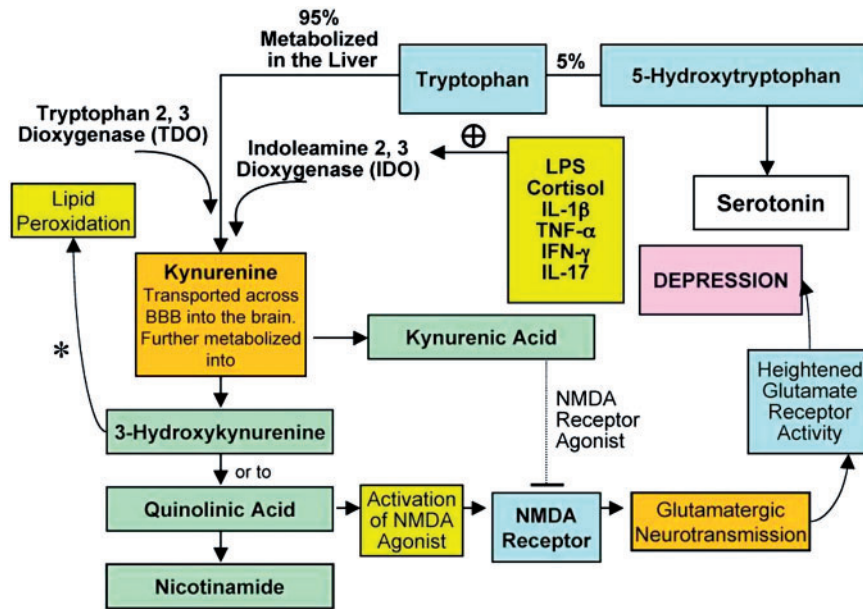 95%
Metabolized
in the Liver
Tryptophan
5%
5-Hydroxytryptophan
Tryptophan 2, 3
Dioxygenase (TDO)
Indoleamine 2, 3
Dioxygenase (IDO)
⊕
LPS
Cortisol
IL-1β
TNF-α
IFN-γ
IL-17
Serotonin
Lipid
Peroxidation
*
Kynurenine
Transported across
BBB into the brain.
Further metabolized
into
Kynurenic Acid
DEPRESSION
NMDA
Receptor
Agonist
Heightened
Glutamate
Receptor
Activity
3-Hydroxykynurenine
or to
Quinolinic Acid
Activation
of NMDA
Agonist
NMDA
Receptor
Glutamatergic
Neurotransmission
Nicotinamide